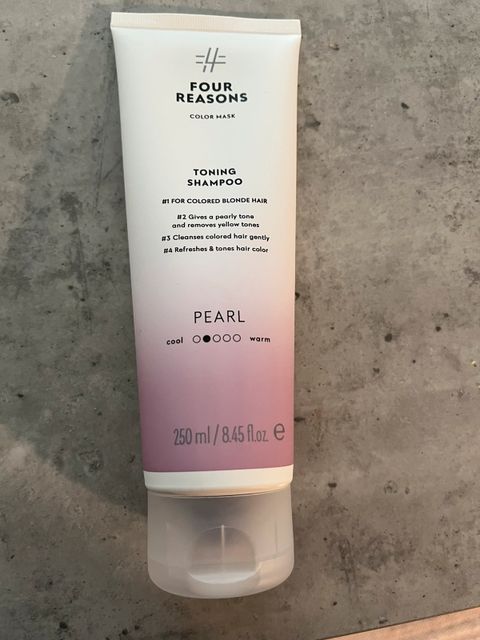 FOUR
REASONS
COLOR MASK
TONING
SHAMPOO
#1 FOR COLORED BLONDE HAIR
#2 Gives a pearly tone
and removes yellow tones
#3 Cleanses colored hair gently
#4 Refreshes & tones hair color
PEARL
cool warm
250 ml / 8.45 fl.oz. e